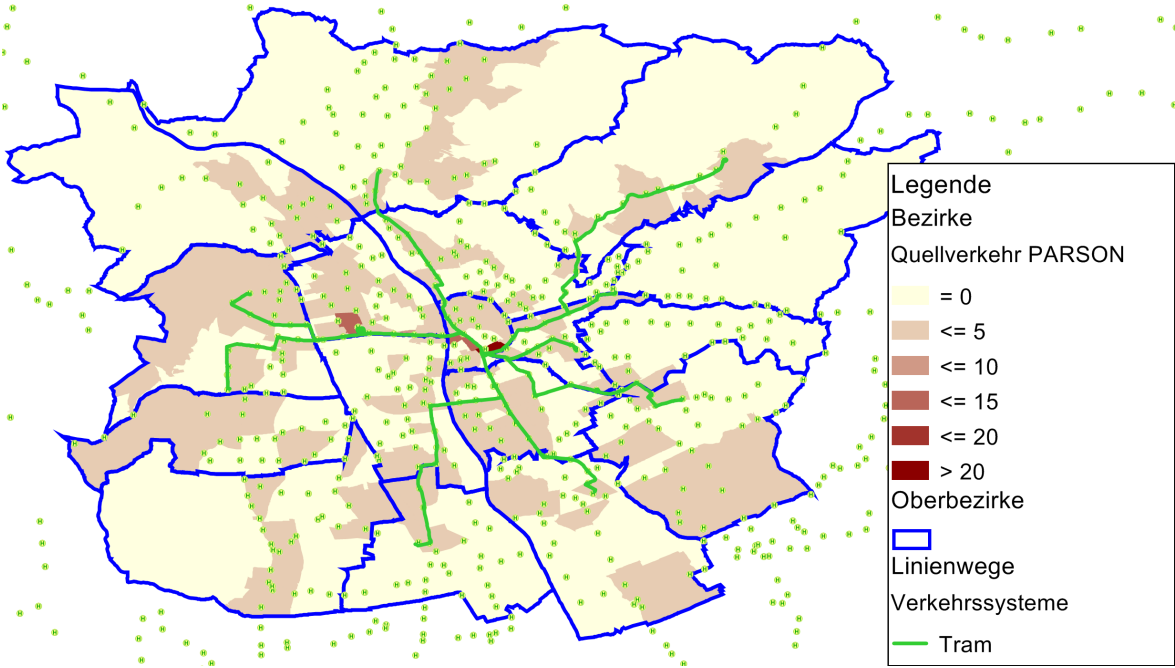 Legende
Bezirke
Quellverkehr PARSON
= 0
<= 5
<= 10
<= 15
<= 20
> 20
Oberbezirke
Linienwege
Verkehrssysteme
Tram